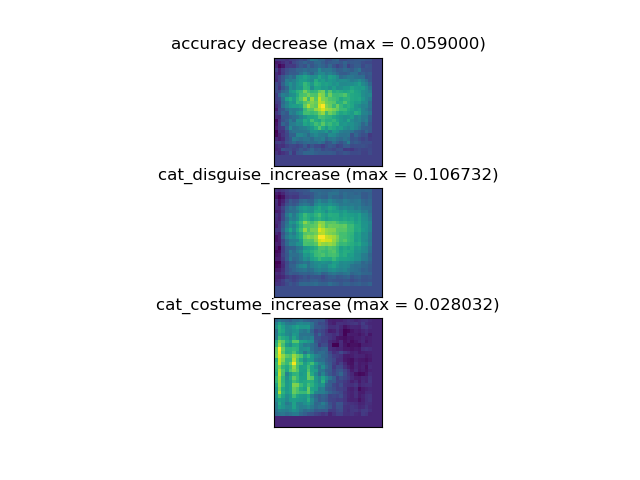 accuracy decrease (max = 0.059000)
cat_disguise_increase (max = 0.106732)
cat_costume_increase (max = 0.028032)